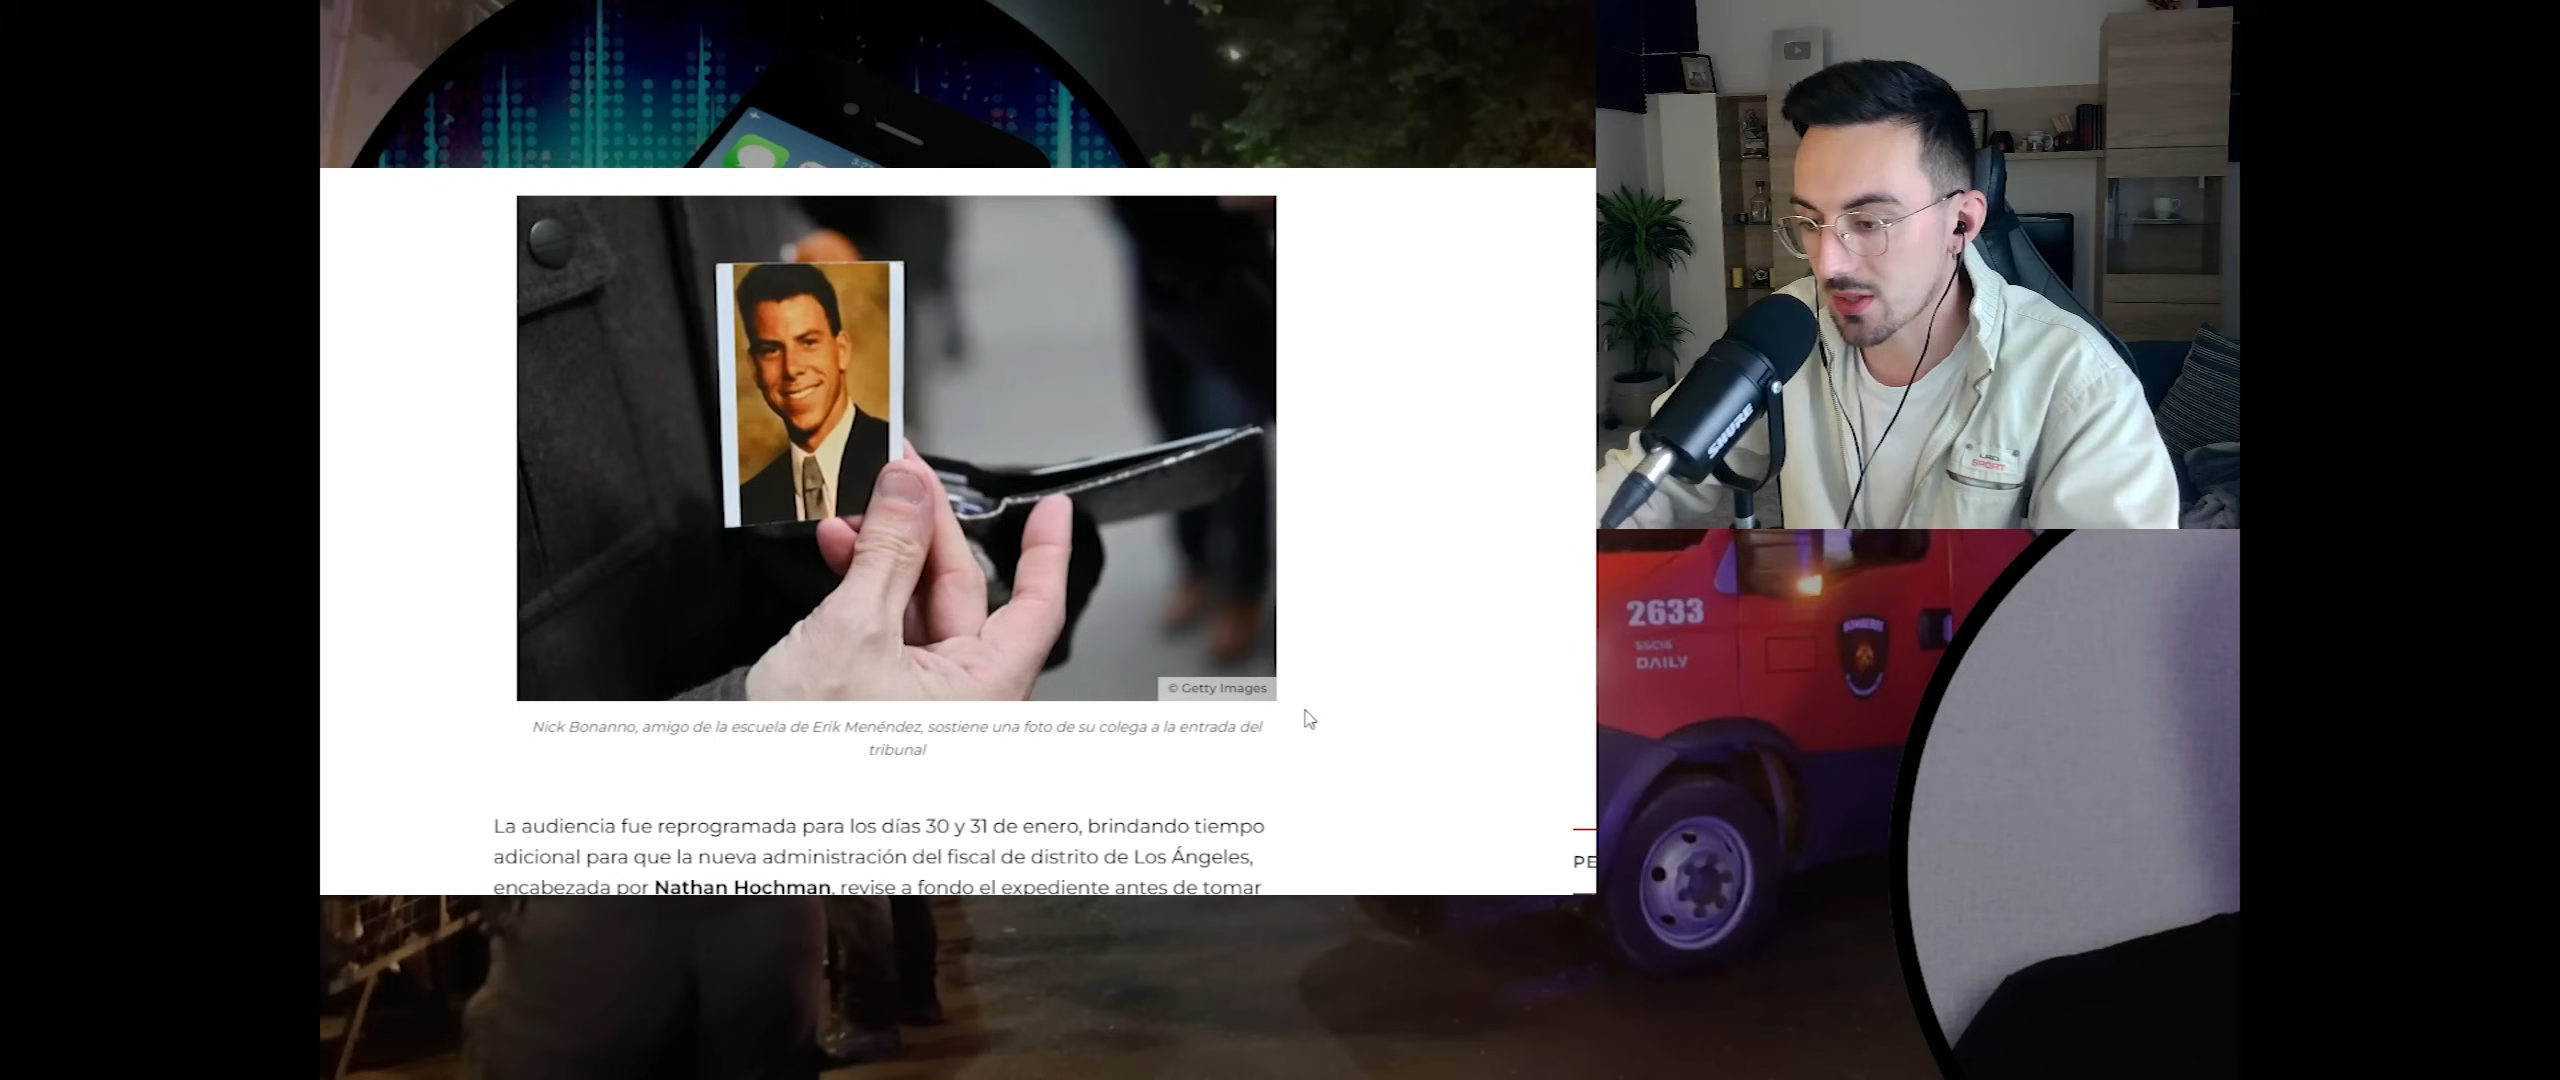 © Getty Images
Nick Bonanno, amigo de la escuela de Erik Menéndez, sostiene una foto de su colega a la entrada del
tribunal
La audiencia fue reprogramada para los días 30 y 31 de enero, brindando tiempo
adicional para que la nueva administración del fiscal de distrito de Los Ángeles,
encabezada por Nathan Hochman, revise a fondo el expediente antes de tomar
PE
SHURE
SPORT
2633
DAILY
BOMBEROS